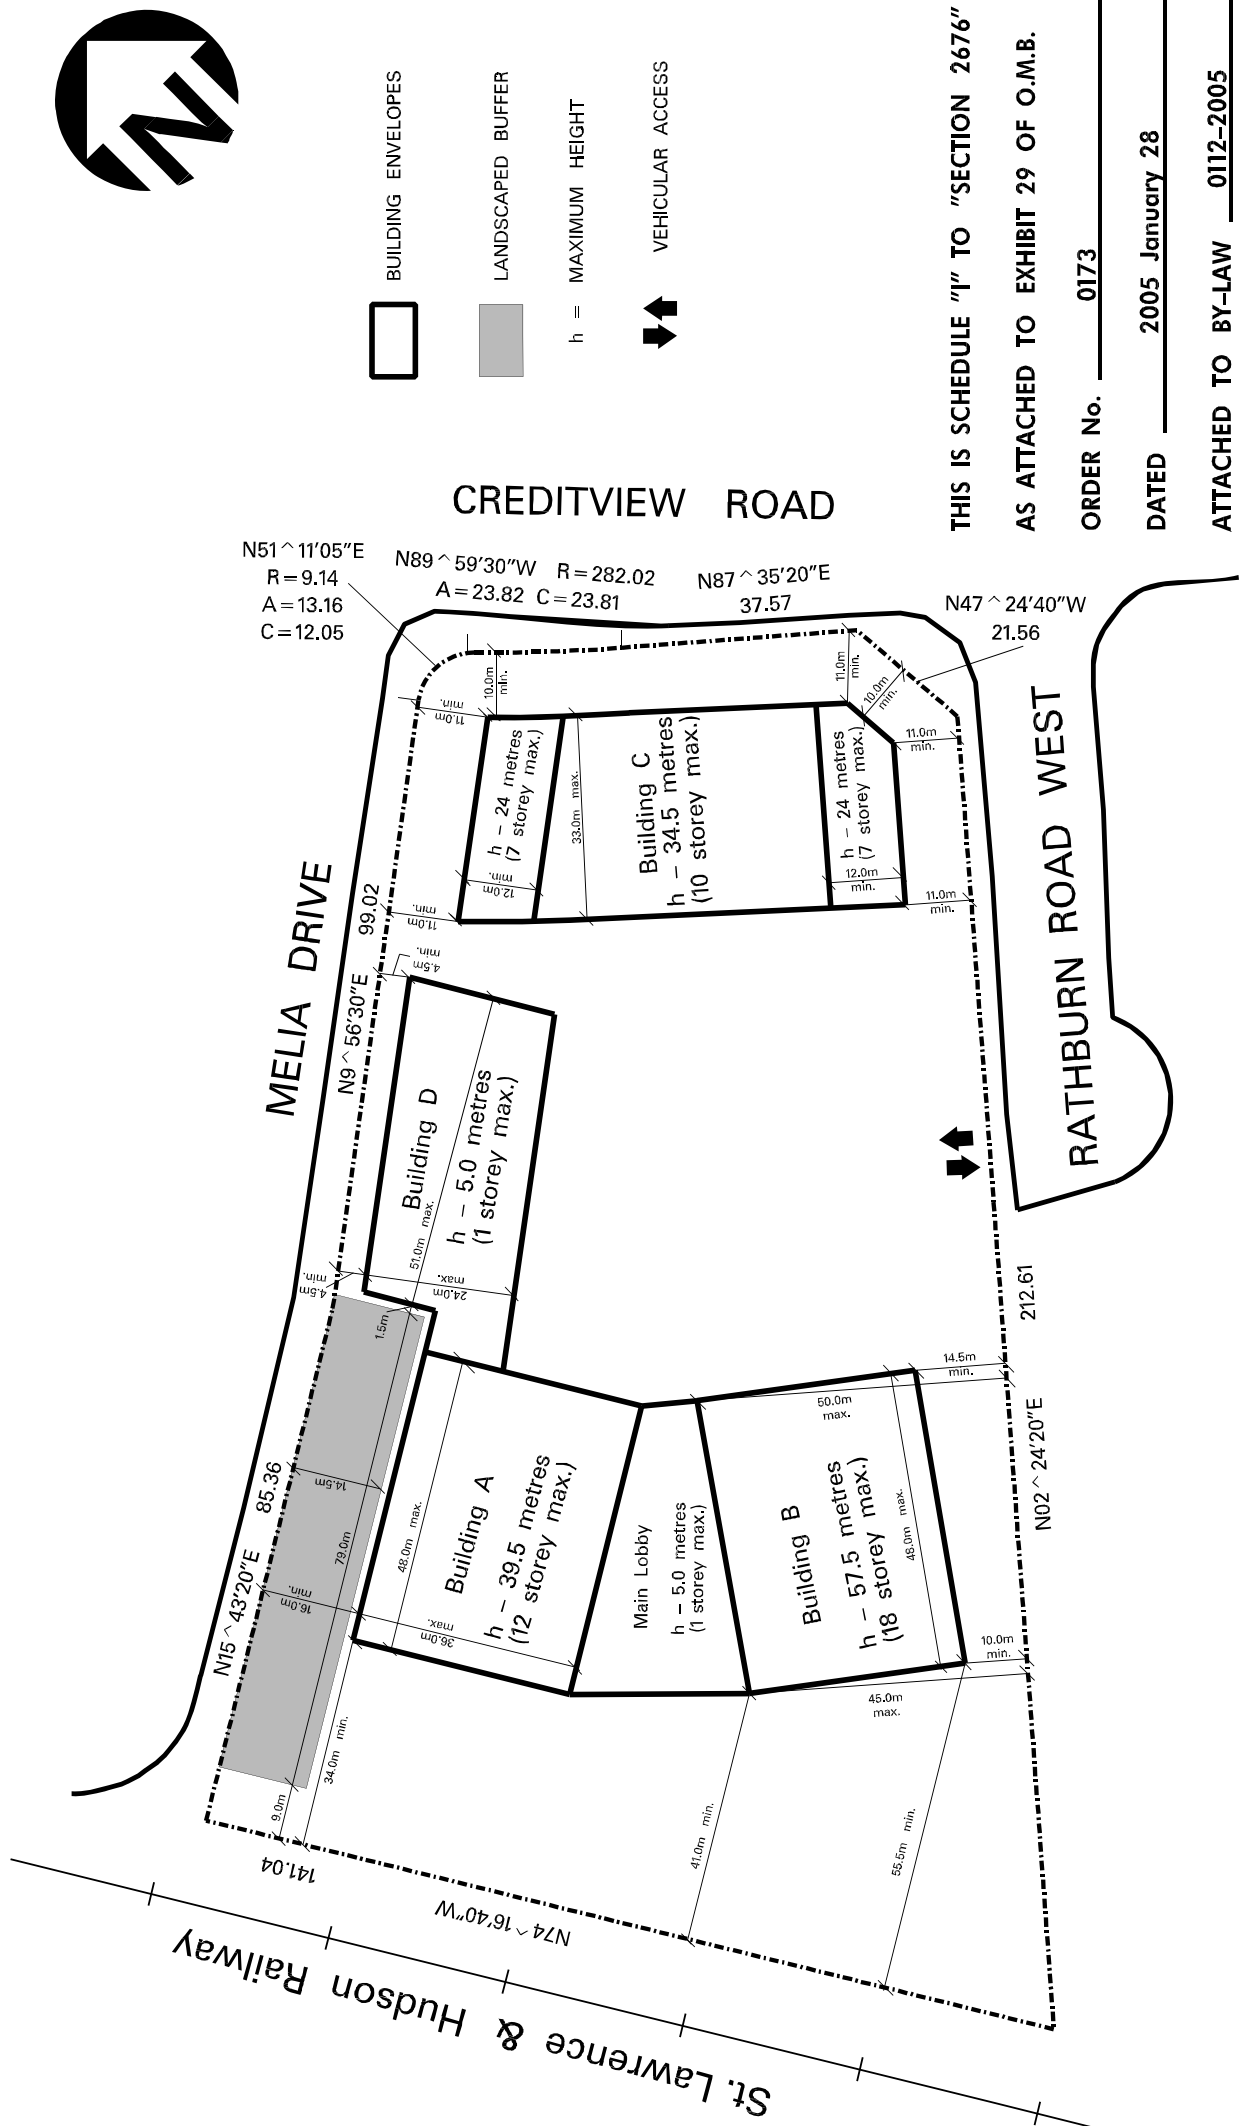 N
BUILDING ENVELOPES
LANDSCAPED BUFFER
h = MAXIMUM HEIGHT
VEHICULAR ACCESS
THIS IS SCHEDULE "I" TO "SECTION 2676"
AS ATTACHED TO EXHIBIT 29 OF O.M.B.
ORDER No. 0173
DATED 2005 January 28
ATTACHED TO BY-LAW 0112-2005
CREDITVIEW ROAD
N51^11'05"E
R=9.14
A=13.16
C=12.05
N89^59'30"W R=282.02
A=23.82 C=23.81
N87^35'20"E
37.57
N47^24'40"W
21.56
10.0m
min.
11.0m
min.
10.0m
min.
11.0m
min.
11.0m
min.
h - 24 metres
(7 storey max.)
12.0m
min.
33.0m max.
Building C
h - 34.5 metres
(10 storey max.)
h - 24 metres
(7 storey max.)
12.0m
min.
11.0m
min.
11.0m
min.
MELIA DRIVE
99.02
N9^56'30"E
4.5m
min.
RATHBURN ROAD WEST
Building D
h - 5.0 metres
(1 storey max.)
51.0m max.
24.0m
max.
4.5m
min.
1.5m
212.61
N02^24'20"E
14.5m
min.
50.0m
max.
85.36
N15^43'20"E
14.5m
79.0m
16.0m
min.
48.0m max.
Building A
h - 39.5 metres
(12 storey max.)
36.0m
max.
Main Lobby
h - 5.0 metres
(1 storey max.)
Building B
h - 57.5 metres
(18 storey max.)
48.0m max.
10.0m
min.
45.0m
max.
34.0m min.
9.0m
41.0m min.
55.5m min.
141.04
N74^16'40"W
St. Lawrence & Hudson Railway